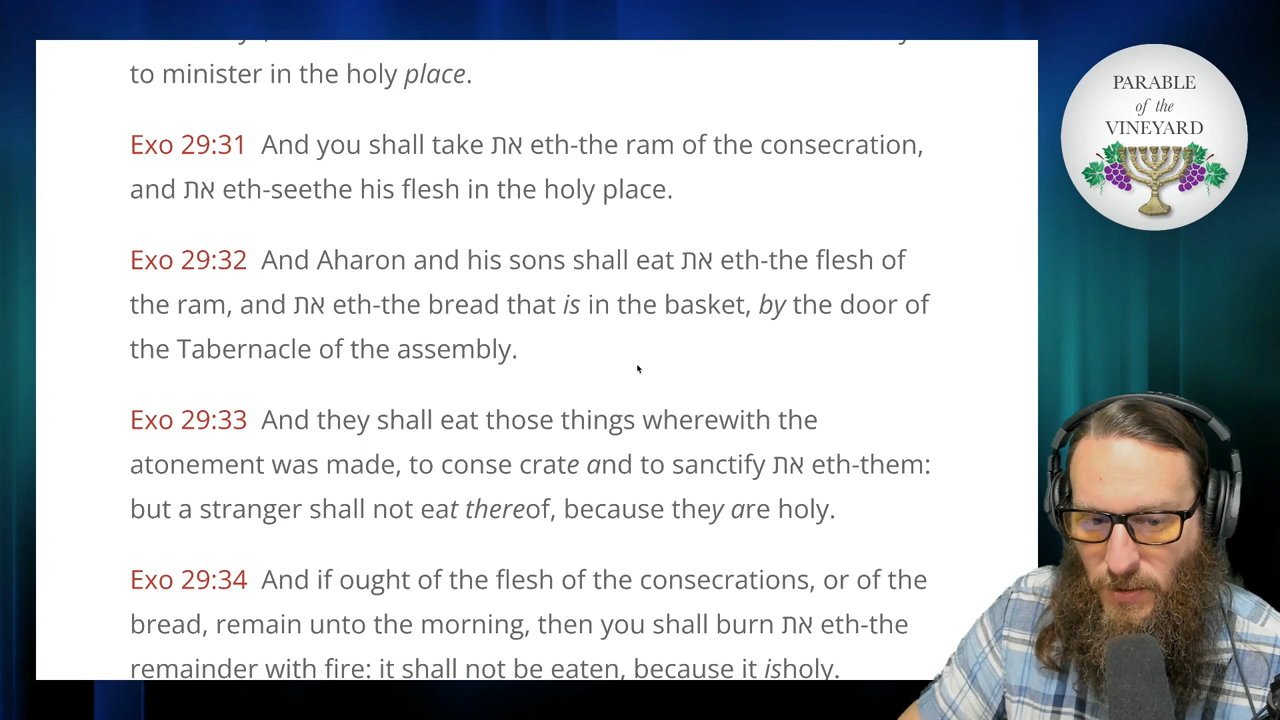 to minister in the holy place.
Exo 29:31 And you shall take את eth-the ram of the consecration,
and את eth-seethe his flesh in the holy place.
Exo 29:32 And Aharon and his sons shall eat את eth-the flesh of
the ram, and את eth-the bread that is in the basket, by the door of
the Tabernacle of the assembly.
Exo 29:33 And they shall eat those things wherewith the
atonement was made, to conse crate and to sanctify את eth-them:
but a stranger shall not eat thereof, because they are holy.
Exo 29:34 And if ought of the flesh of the consecrations, or of the
bread, remain unto the morning, then you shall burn את eth-the
remainder with fire: it shall not be eaten, because it isholy.
PARABLE
of the
VINEYARD